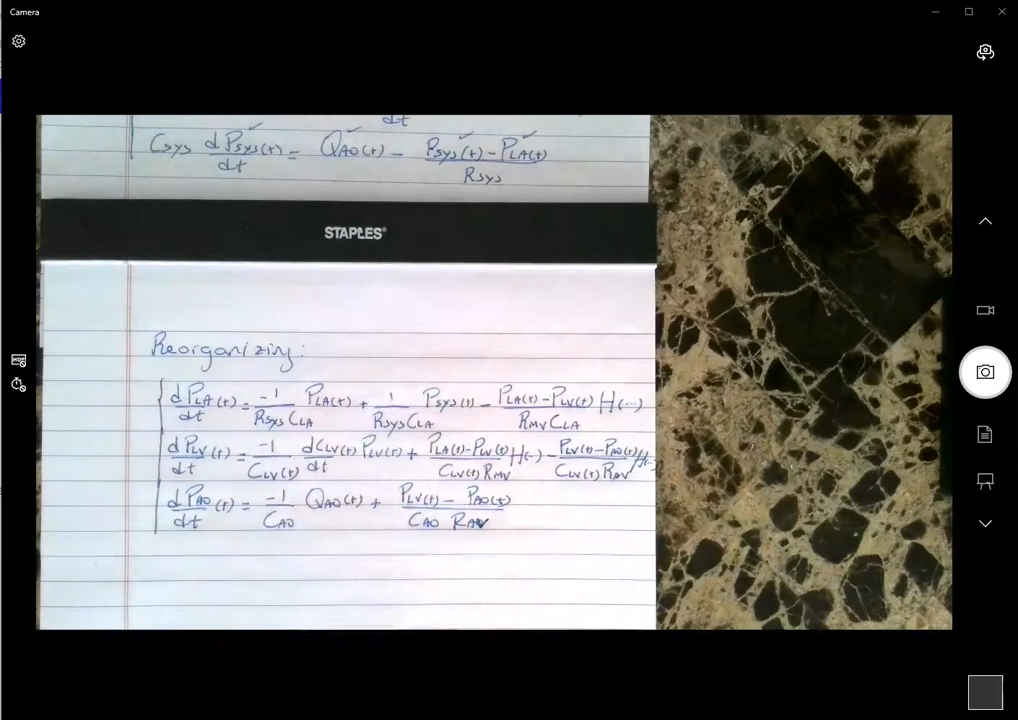 Camera
dt
Csys dPsys(t)/dt = QAO(t) - (Psys(t) - PLA(t))/Rsys
STAPLES®
Reorganizing:
dPLA(t)/dt = -1/(Rsys CLA) PLA(t) + 1/(Rsys CLA) Psys(t) - (PLA(t) - PLV(t))/(RMV CLA) H(...)
dPLV(t)/dt = -1/CLV(t) dCLV(t)/dt PLV(t) + (PLA(t) - PLV(t))/(CLV(t) RMV) H(..) - (PLV(t) - PAO(t))/(CLV(t) RAV) H(..
dPAO(t)/dt = -1/CAO QAO(t) + (PLV(t) - PAO(t))/(CAO RAV